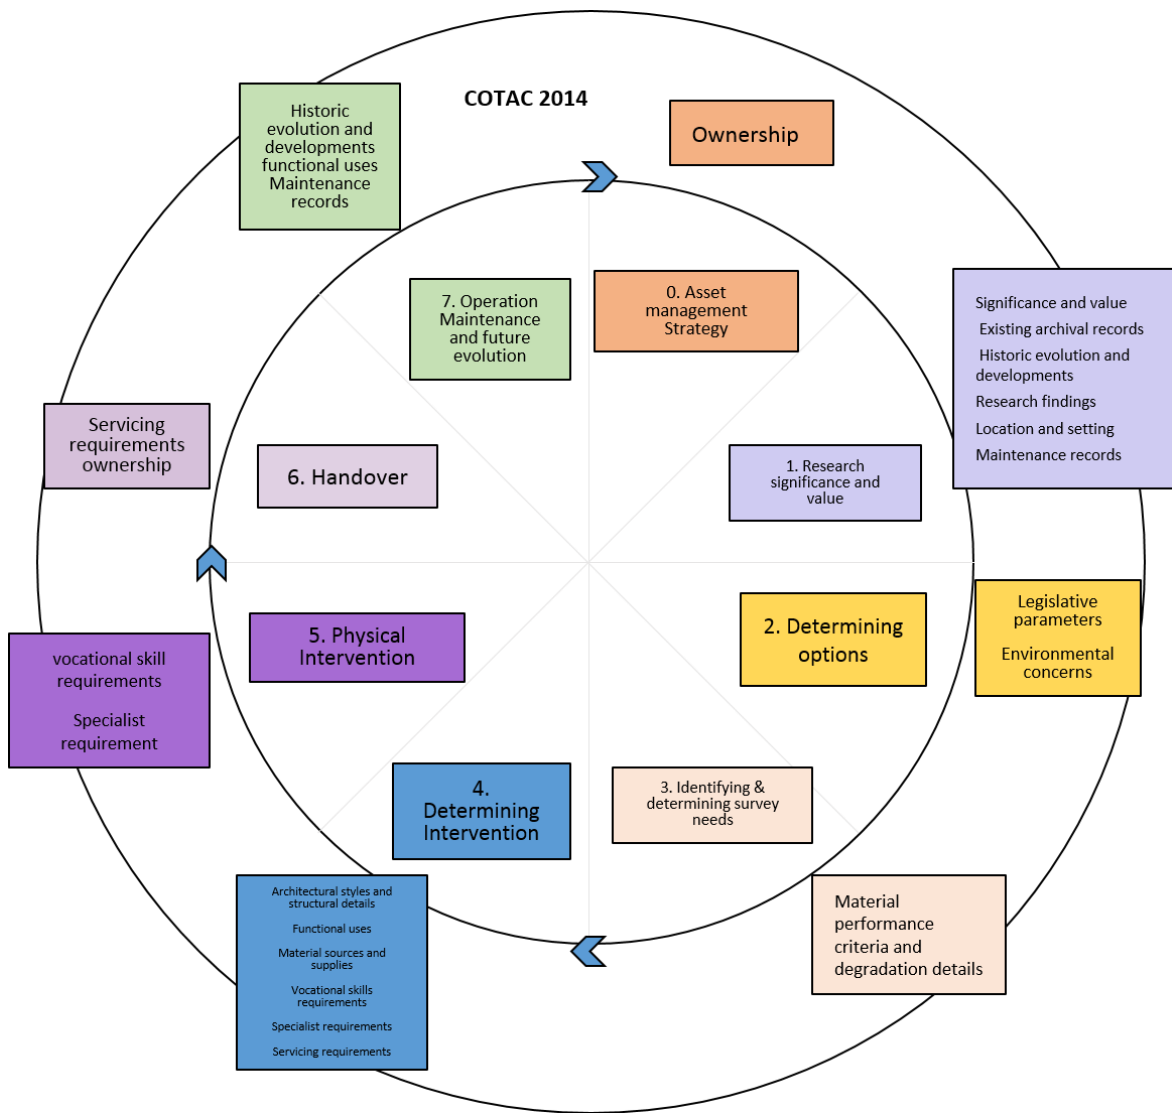 COTAC 2014
Ownership
Historic
evolution and
developments
functional uses
Maintenance
records
7. Operation
Maintenance
and future
evolution
0. Asset
management
Strategy
Significance and value
Existing archival records
Historic evolution and
developments
Research findings
Location and setting
Maintenance records
Servicing
requirements
ownership
6. Handover
1. Research
significance and
value
5. Physical
Intervention
2. Determining
options
Legislative
parameters
Environmental
concerns
vocational skill
requirements
Specialist
requirement
4.
Determining
Intervention
3. Identifying &
determining survey
needs
Architectural styles and
structural details
Functional uses
Material sources and
supplies
Vocational skills
requirements
Specialist requirements
Servicing requirements
Material
performance
criteria and
degradation details